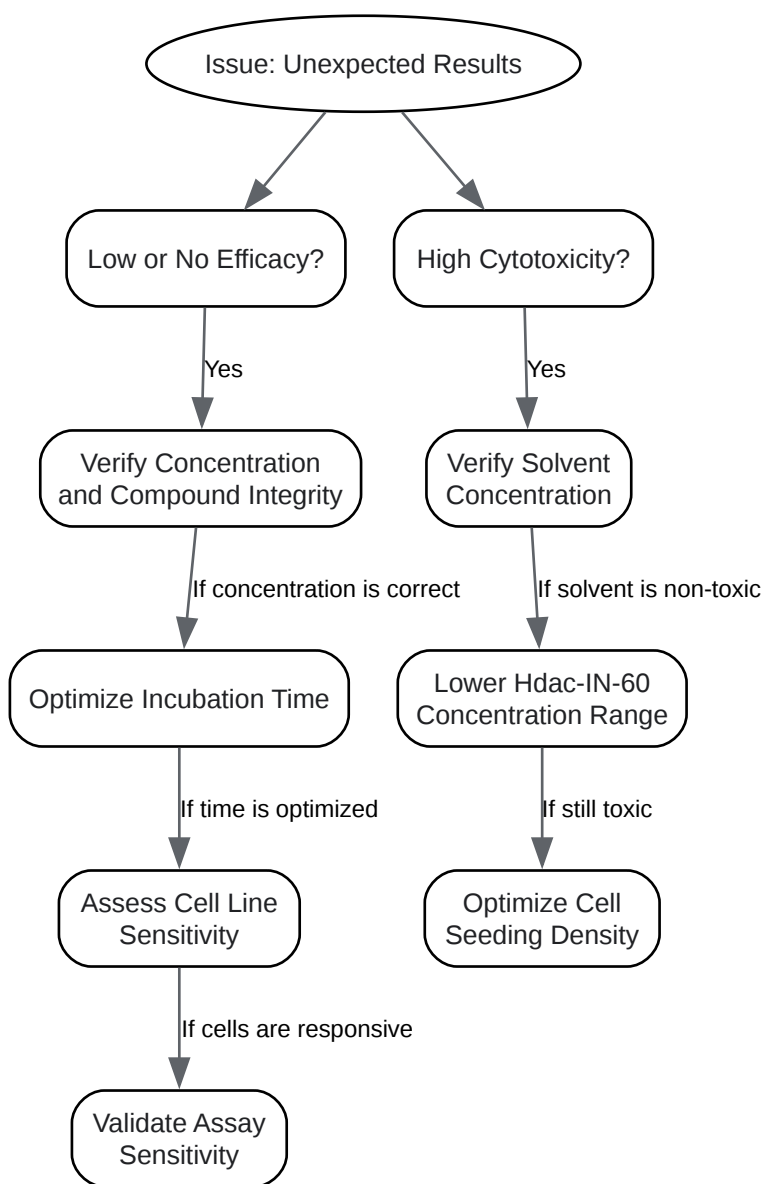 Issue: Unexpected Results
Low or No Efficacy?
High Cytotoxicity?
Yes
Yes
Verify Concentration
and Compound Integrity
Verify Solvent
Concentration
If concentration is correct
If solvent is non-toxic
Optimize Incubation Time
Lower Hdac-IN-60
Concentration Range
If time is optimized
If still toxic
Assess Cell Line
Sensitivity
Optimize Cell
Seeding Density
If cells are responsive
Validate Assay
Sensitivity